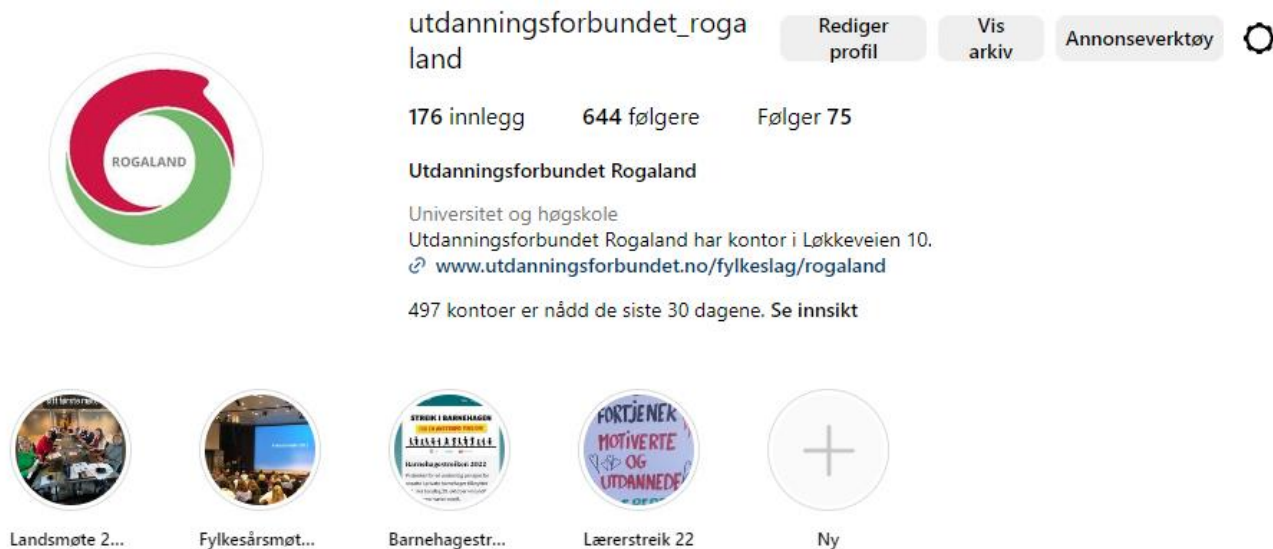 utdanningsforbundet_roga
land
Rediger
profil
Vis
arkiv
Annonseverktøy
176 innlegg 644 følgere Følger 75
ROGALAND
Utdanningsforbundet Rogaland
Universitet og høgskole
Utdanningsforbundet Rogaland har kontor i Løkkeveien 10.
www.utdanningsforbundet.no/fylkeslag/rogaland
497 kontoer er nådd de siste 30 dagene. Se innsikt
STREIK I BARNEHAGEN
Barnehagestreiken 2022
FORTJENER
MOTIVERTE
OG
UTDANNEDE
Landsmøte 2...
Fylkesårsmøt...
Barnehagestr...
Lærerstreik 22
Ny